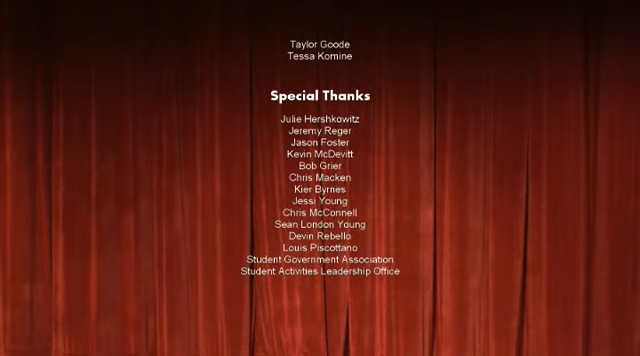 Taylor Goode
Tessa Komine
Special Thanks
Julie Hershkowitz
Jeremy Reger
Jason Foster
Kevin McDevitt
Bob Grier
Chris Macken
Kier Byrnes
Jessi Young
Chris McConnell
Sean London Young
Devin Rebello
Louis Piscottano
Student Government Association
Student Activities Leadership Office